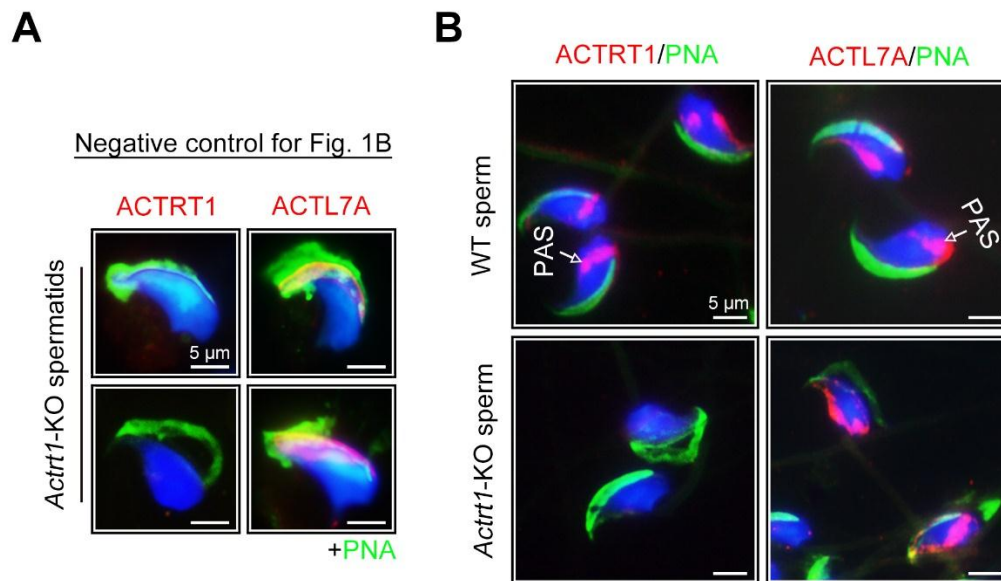 A
Negative control for Fig. 1B
ACTRT1
ACTL7A
Actrt1-KO spermatids
5 µm
+PNA
B
ACTRT1/PNA
ACTL7A/PNA
WT sperm
PAS
5 µm
PAS
Actrt1-KO sperm